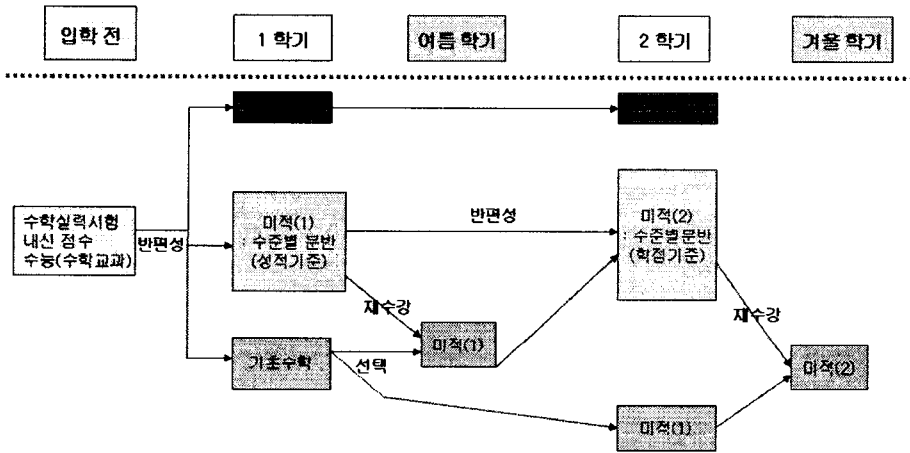 입학 전
1 학기
여름 학기
2 학기
겨울 학기
수학실력시험
내신 점수
수능(수학교과)
반편성
미적(1)
: 수준별 분반
(성적기준)
반편성
미적(2)
: 수준별분반
(학점기준)
재수강
재수강
기초수학
선택
미적(1)
미적(2)
미적(1)